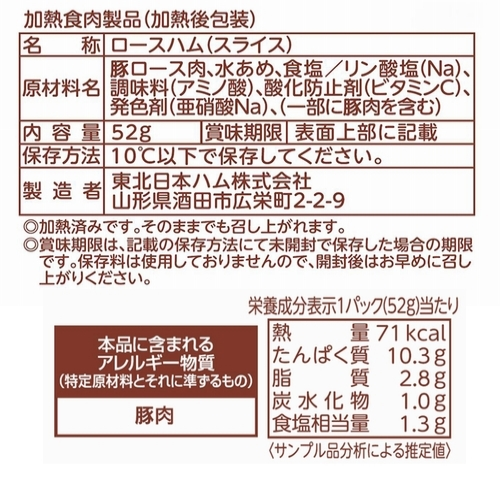 加熱食肉製品(加熱後包装)
名称 ロースハム(スライス)
原材料名 豚ロース肉、水あめ、食塩/リン酸塩(Na)、
調味料(アミノ酸)、酸化防止剤(ビタミンC)、
発色剤(亜硝酸Na)、(一部に豚肉を含む)
内容量 52g 賞味期限 表面上部に記載
保存方法 10℃以下で保存してください。
製造者 東北日本ハム株式会社
山形県酒田市広栄町2-2-9
◎加熱済みです。そのままでも召し上がれます。
◎賞味期限は、記載の保存方法にて未開封で保存した場合の期限
です。保存料は使用しておりませんので、開封後はお早めに召し
上がりください。
本品に含まれる
アレルギー物質
(特定原材料とそれに準ずるもの)
豚肉
栄養成分表示1パック(52g)当たり
熱量 71kcal
たんぱく質 10.3g
脂質 2.8g
炭水化物 1.0g
食塩相当量 1.3g
(サンプル品分析による推定値)